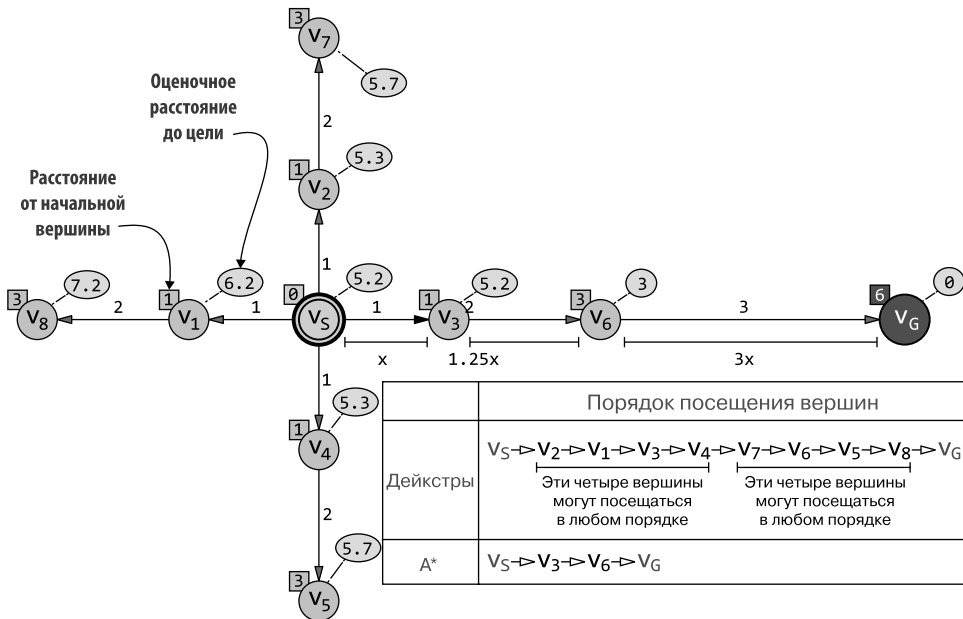 3
V7
5.7
Оценочное
расстояние
до цели
2
1
V2
5.3
Расстояние
от начальной
вершины
1
3
V8
7.2
2
1
V1
6.2
1
0
VS
5.2
1
1
V3
5.2
2
3
V6
3
3
6
VG
0
x
1.25x
3x
1
1
V4
5.3
2
3
V5
5.7
Порядок посещения вершин
Дейкстры
VS V2 V1 V3 V4 V7 V6 V5 V8 VG
Эти четыре вершины
могут посещаться
в любом порядке
Эти четыре вершины
могут посещаться
в любом порядке
A*
VS V3 V6 VG